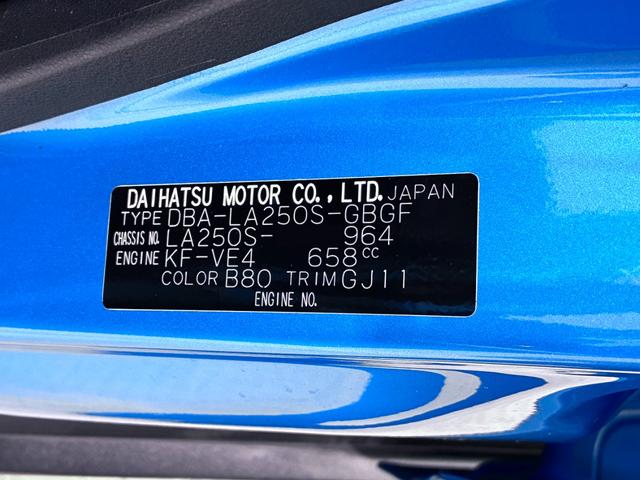 DAIHATSU MOTOR CO.,LTD. JAPAN
TYPE DBA-LA250S-GBGF
CHASSIS NO. LA250S- 964
ENGINE KF-VE4 658cc
COLOR B80 TRIM GJ11
ENGINE NO.